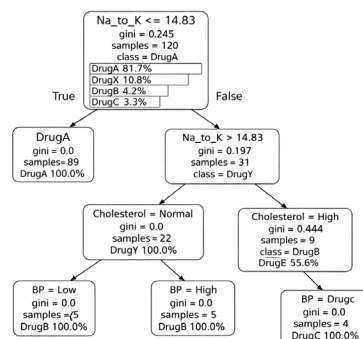 Na_to_K <= 14.83
gini = 0.245
samples = 120
class = DrugA
DrugA 81.7%
DrugX 10.8%
DrugB 4.2%
DrugC 3.3%
True
False
DrugA
gini = 0.0
samples= 89
DrugA 100.0%
Na_to_K > 14.83
gini = 0.197
samples = 31
class = DrugY
Cholesterol = Normal
gini = 0.0
samples = 22
DrugY 100.0%
Cholesterol = High
gini = 0.444
samples = 9
class = DrugB
DrugE 55.6%
BP = Low
gini = 0.0
samples =(5
DrugB 100.0%
BP = High
gini = 0.0
samples = 5
DrugB 100.0%
BP = Drugc
gini = 0.0
samples = 4
DrugC 100.0%